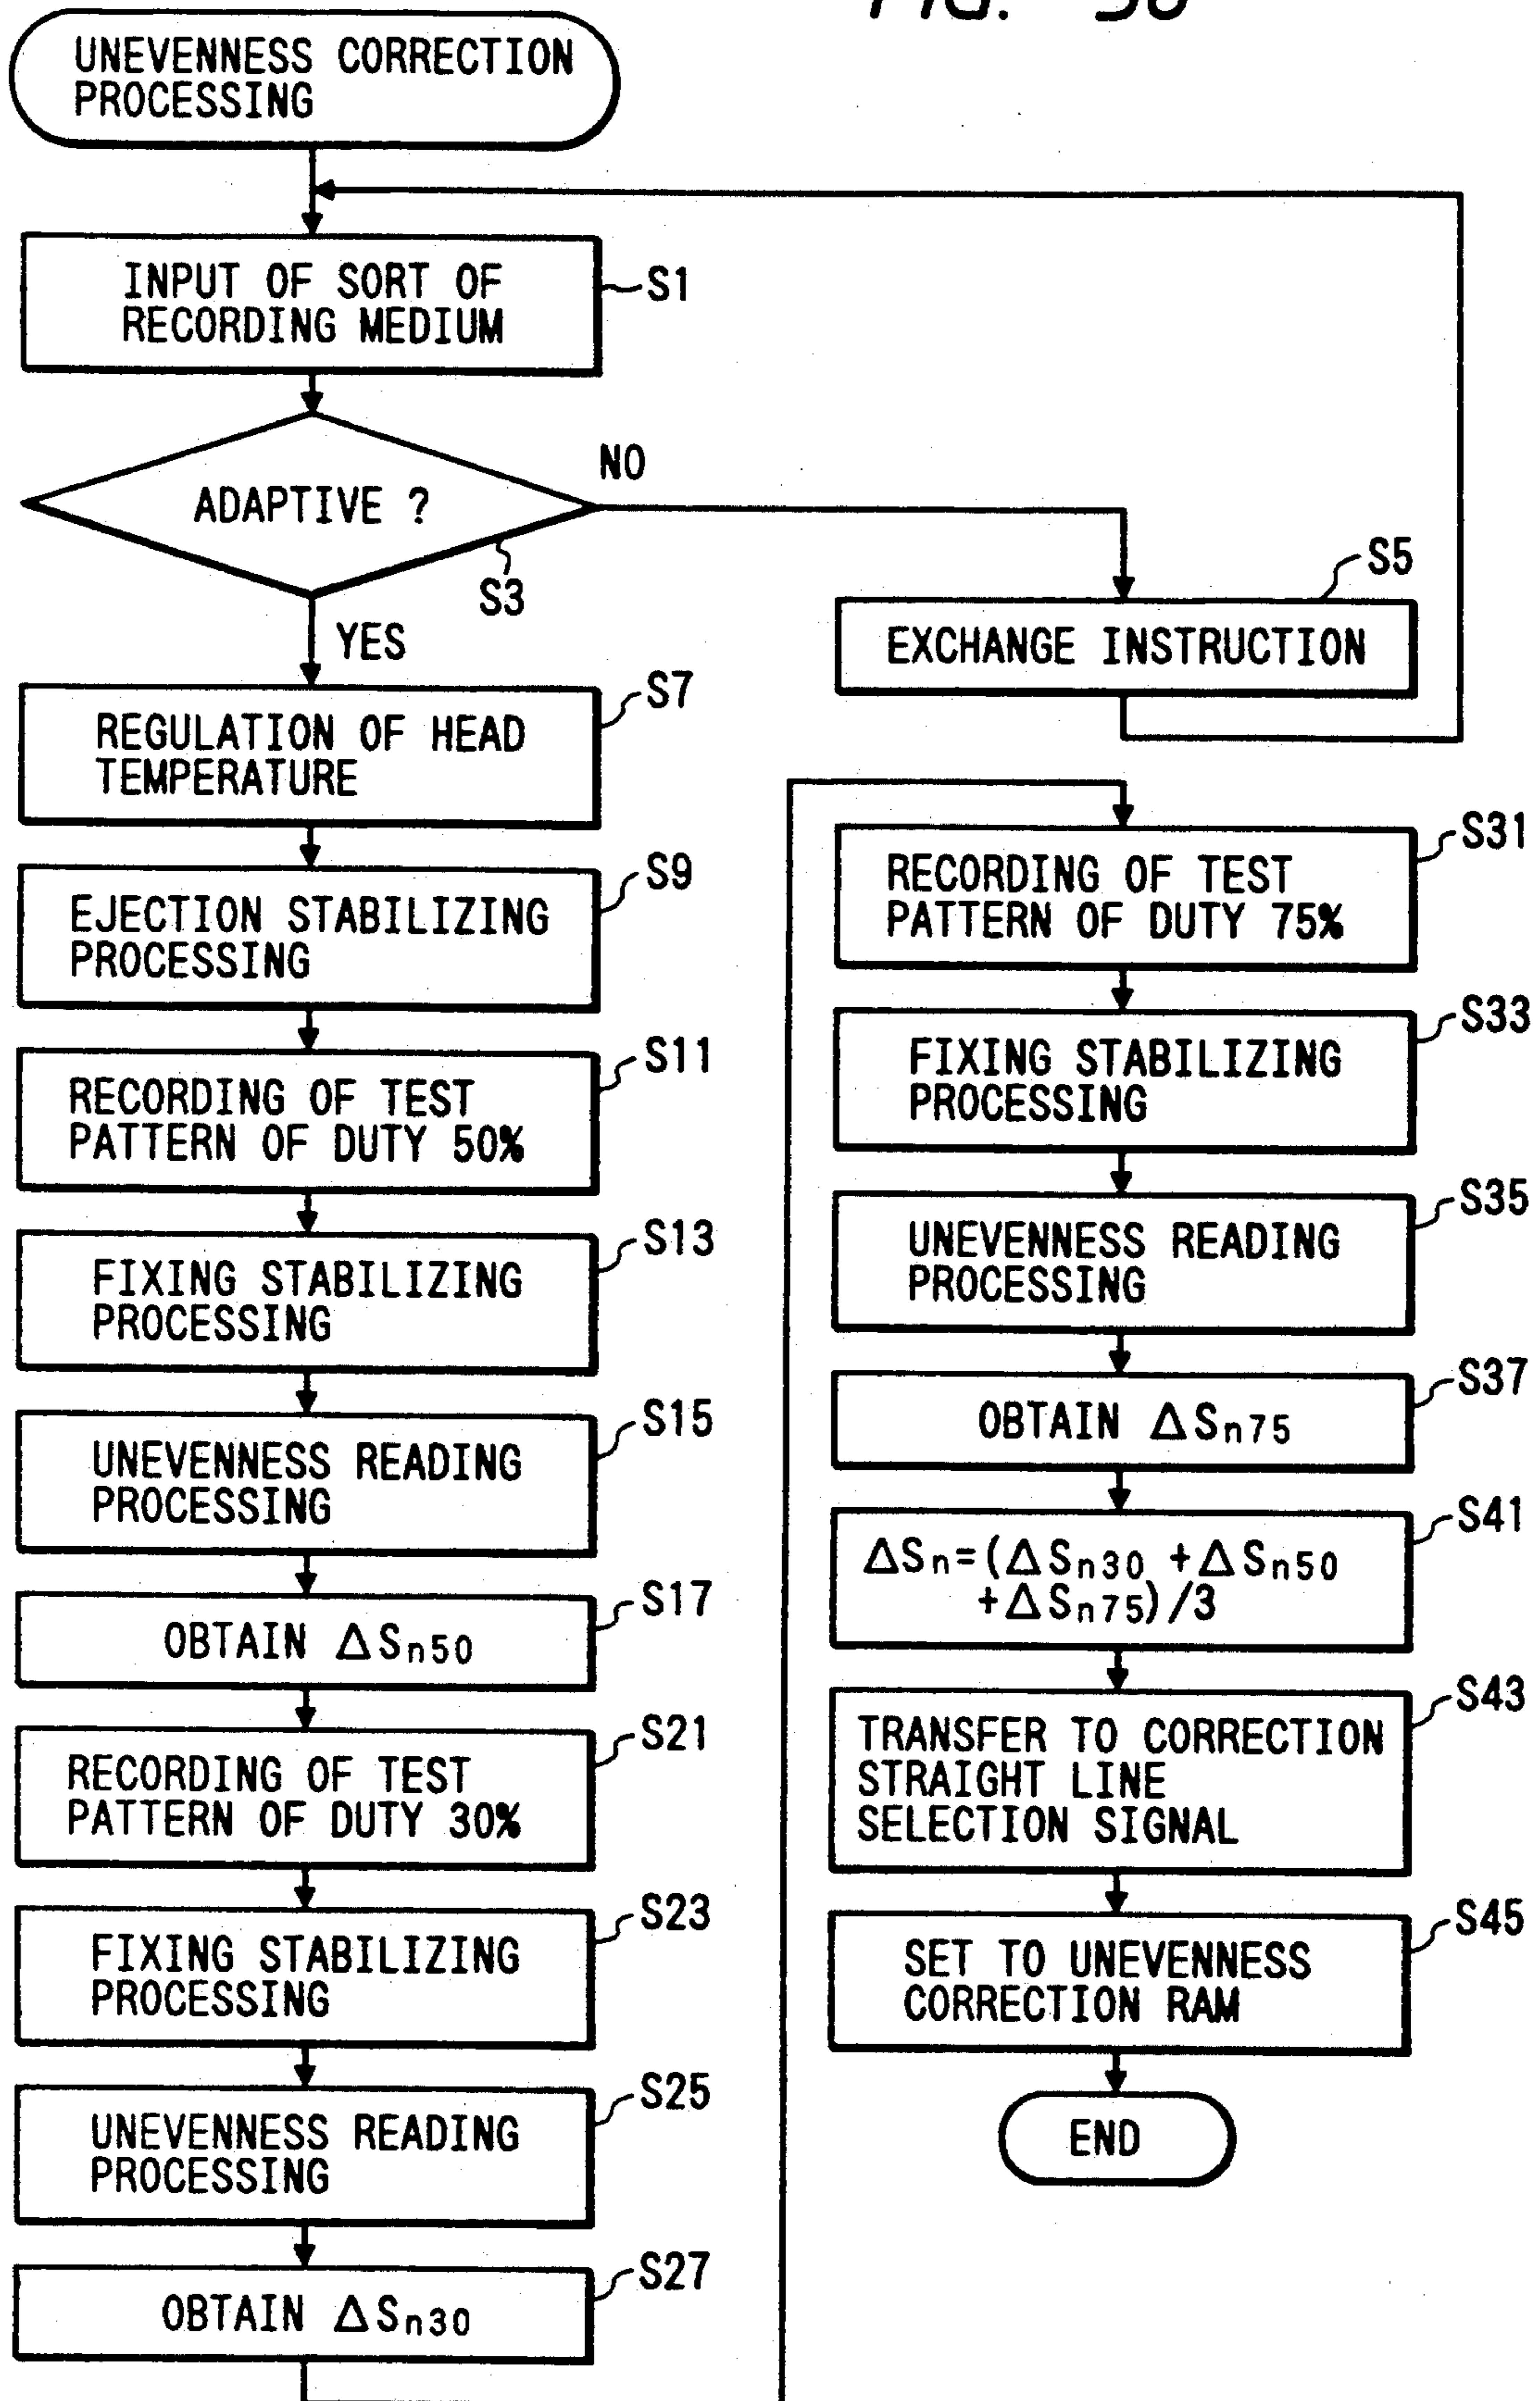 UNEVENNESS CORRECTION
PROCESSING
INPUT OF SORT OF
RECORDING MEDIUM
S1
ADAPTIVE ?
NO
S3
YES
S5
EXCHANGE INSTRUCTION
REGULATION OF HEAD
TEMPERATURE
S7
EJECTION STABILIZING
PROCESSING
S9
RECORDING OF TEST
PATTERN OF DUTY 50%
S11
FIXING STABILIZING
PROCESSING
S13
UNEVENNESS READING
PROCESSING
S15
OBTAIN ΔSn50
S17
RECORDING OF TEST
PATTERN OF DUTY 30%
S21
FIXING STABILIZING
PROCESSING
S23
UNEVENNESS READING
PROCESSING
S25
OBTAIN ΔSn30
S27
RECORDING OF TEST
PATTERN OF DUTY 75%
S31
FIXING STABILIZING
PROCESSING
S33
UNEVENNESS READING
PROCESSING
S35
OBTAIN ΔSn75
S37
ΔSn=(ΔSn30 +ΔSn50
+ΔSn75)/3
S41
TRANSFER TO CORRECTION
STRAIGHT LINE
SELECTION SIGNAL
S43
SET TO UNEVENNESS
CORRECTION RAM
S45
END